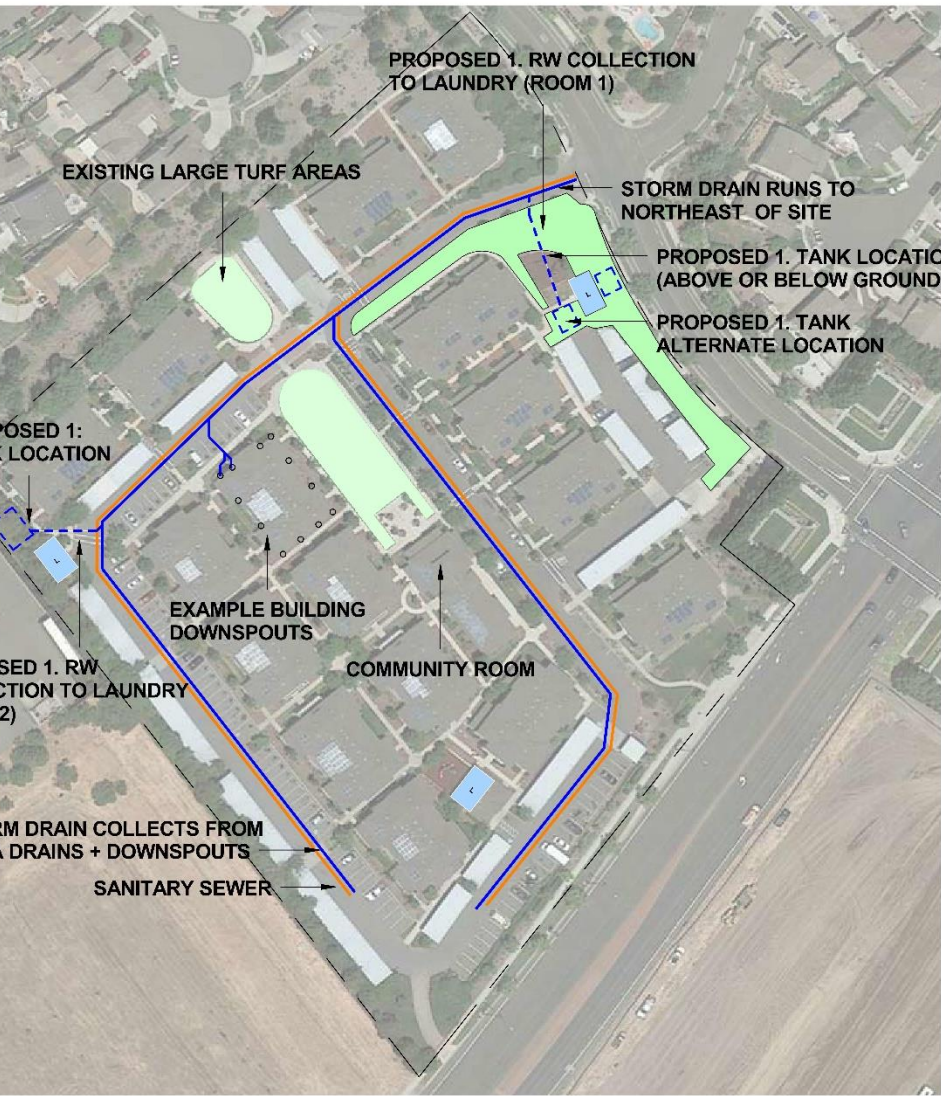 PROPOSED 1. RW COLLECTION
TO LAUNDRY (ROOM 1)
EXISTING LARGE TURF AREAS
STORM DRAIN RUNS TO
NORTHEAST OF SITE
PROPOSED 1. TANK LOCATIO
(ABOVE OR BELOW GROUND
L
PROPOSED 1. TANK
ALTERNATE LOCATION
POSED 1:
K LOCATION
L
EXAMPLE BUILDING
DOWNSPOUTS
COMMUNITY ROOM
SED 1. RW
CTION TO LAUNDRY
2)
L
RM DRAIN COLLECTS FROM
A DRAINS + DOWNSPOUTS
SANITARY SEWER